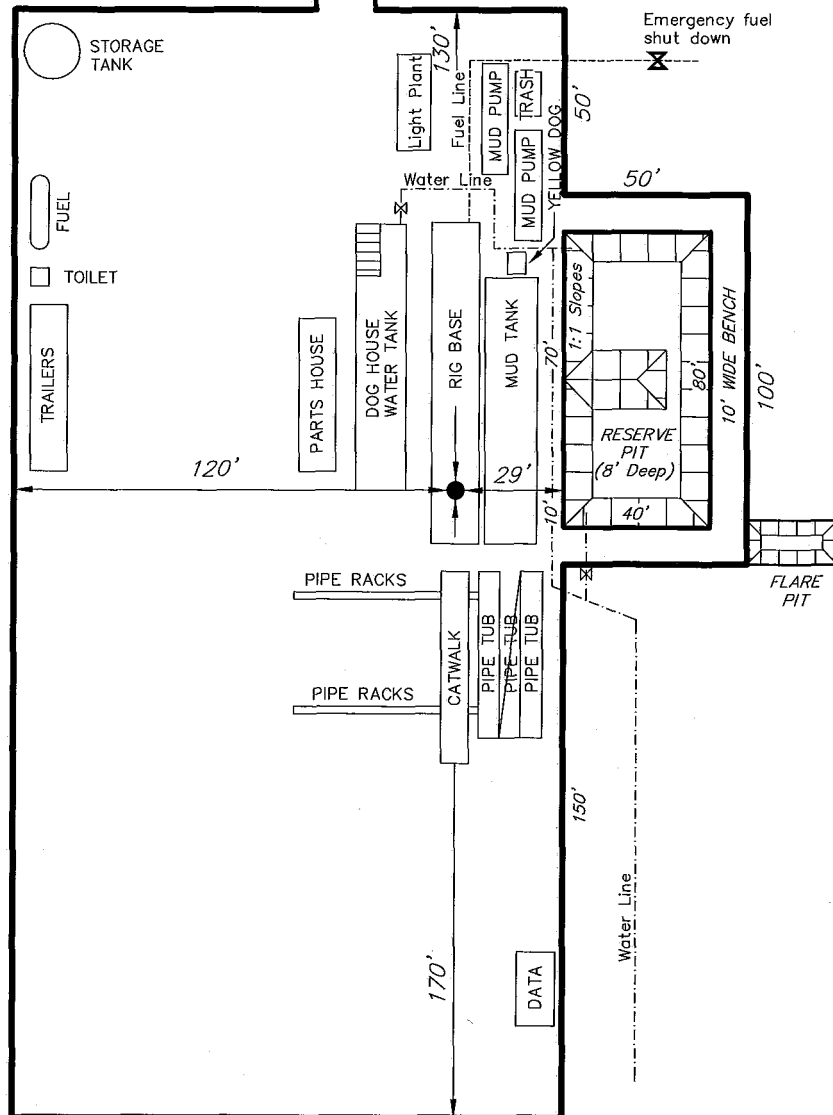 Emergency fuel
shut down
STORAGE
TANK
130'
Light Plant
Fuel Line
MUD PUMP
TRASH
50'
MUD PUMP
YELLOW DOG
Water Line
50'
FUEL
TOILET
TRAILERS
PARTS HOUSE
DOG HOUSE
WATER TANK
RIG BASE
MUD TANK
1:1 Slopes
70'
80'
10' WIDE BENCH
100'
RESERVE
PIT
(8' Deep)
120'
29'
10'
40'
FLARE
PIT
PIPE RACKS
CATWALK
PIPE TUB
PIPE TUB
PIPE TUB
PIPE RACKS
150'
Water Line
170'
DATA